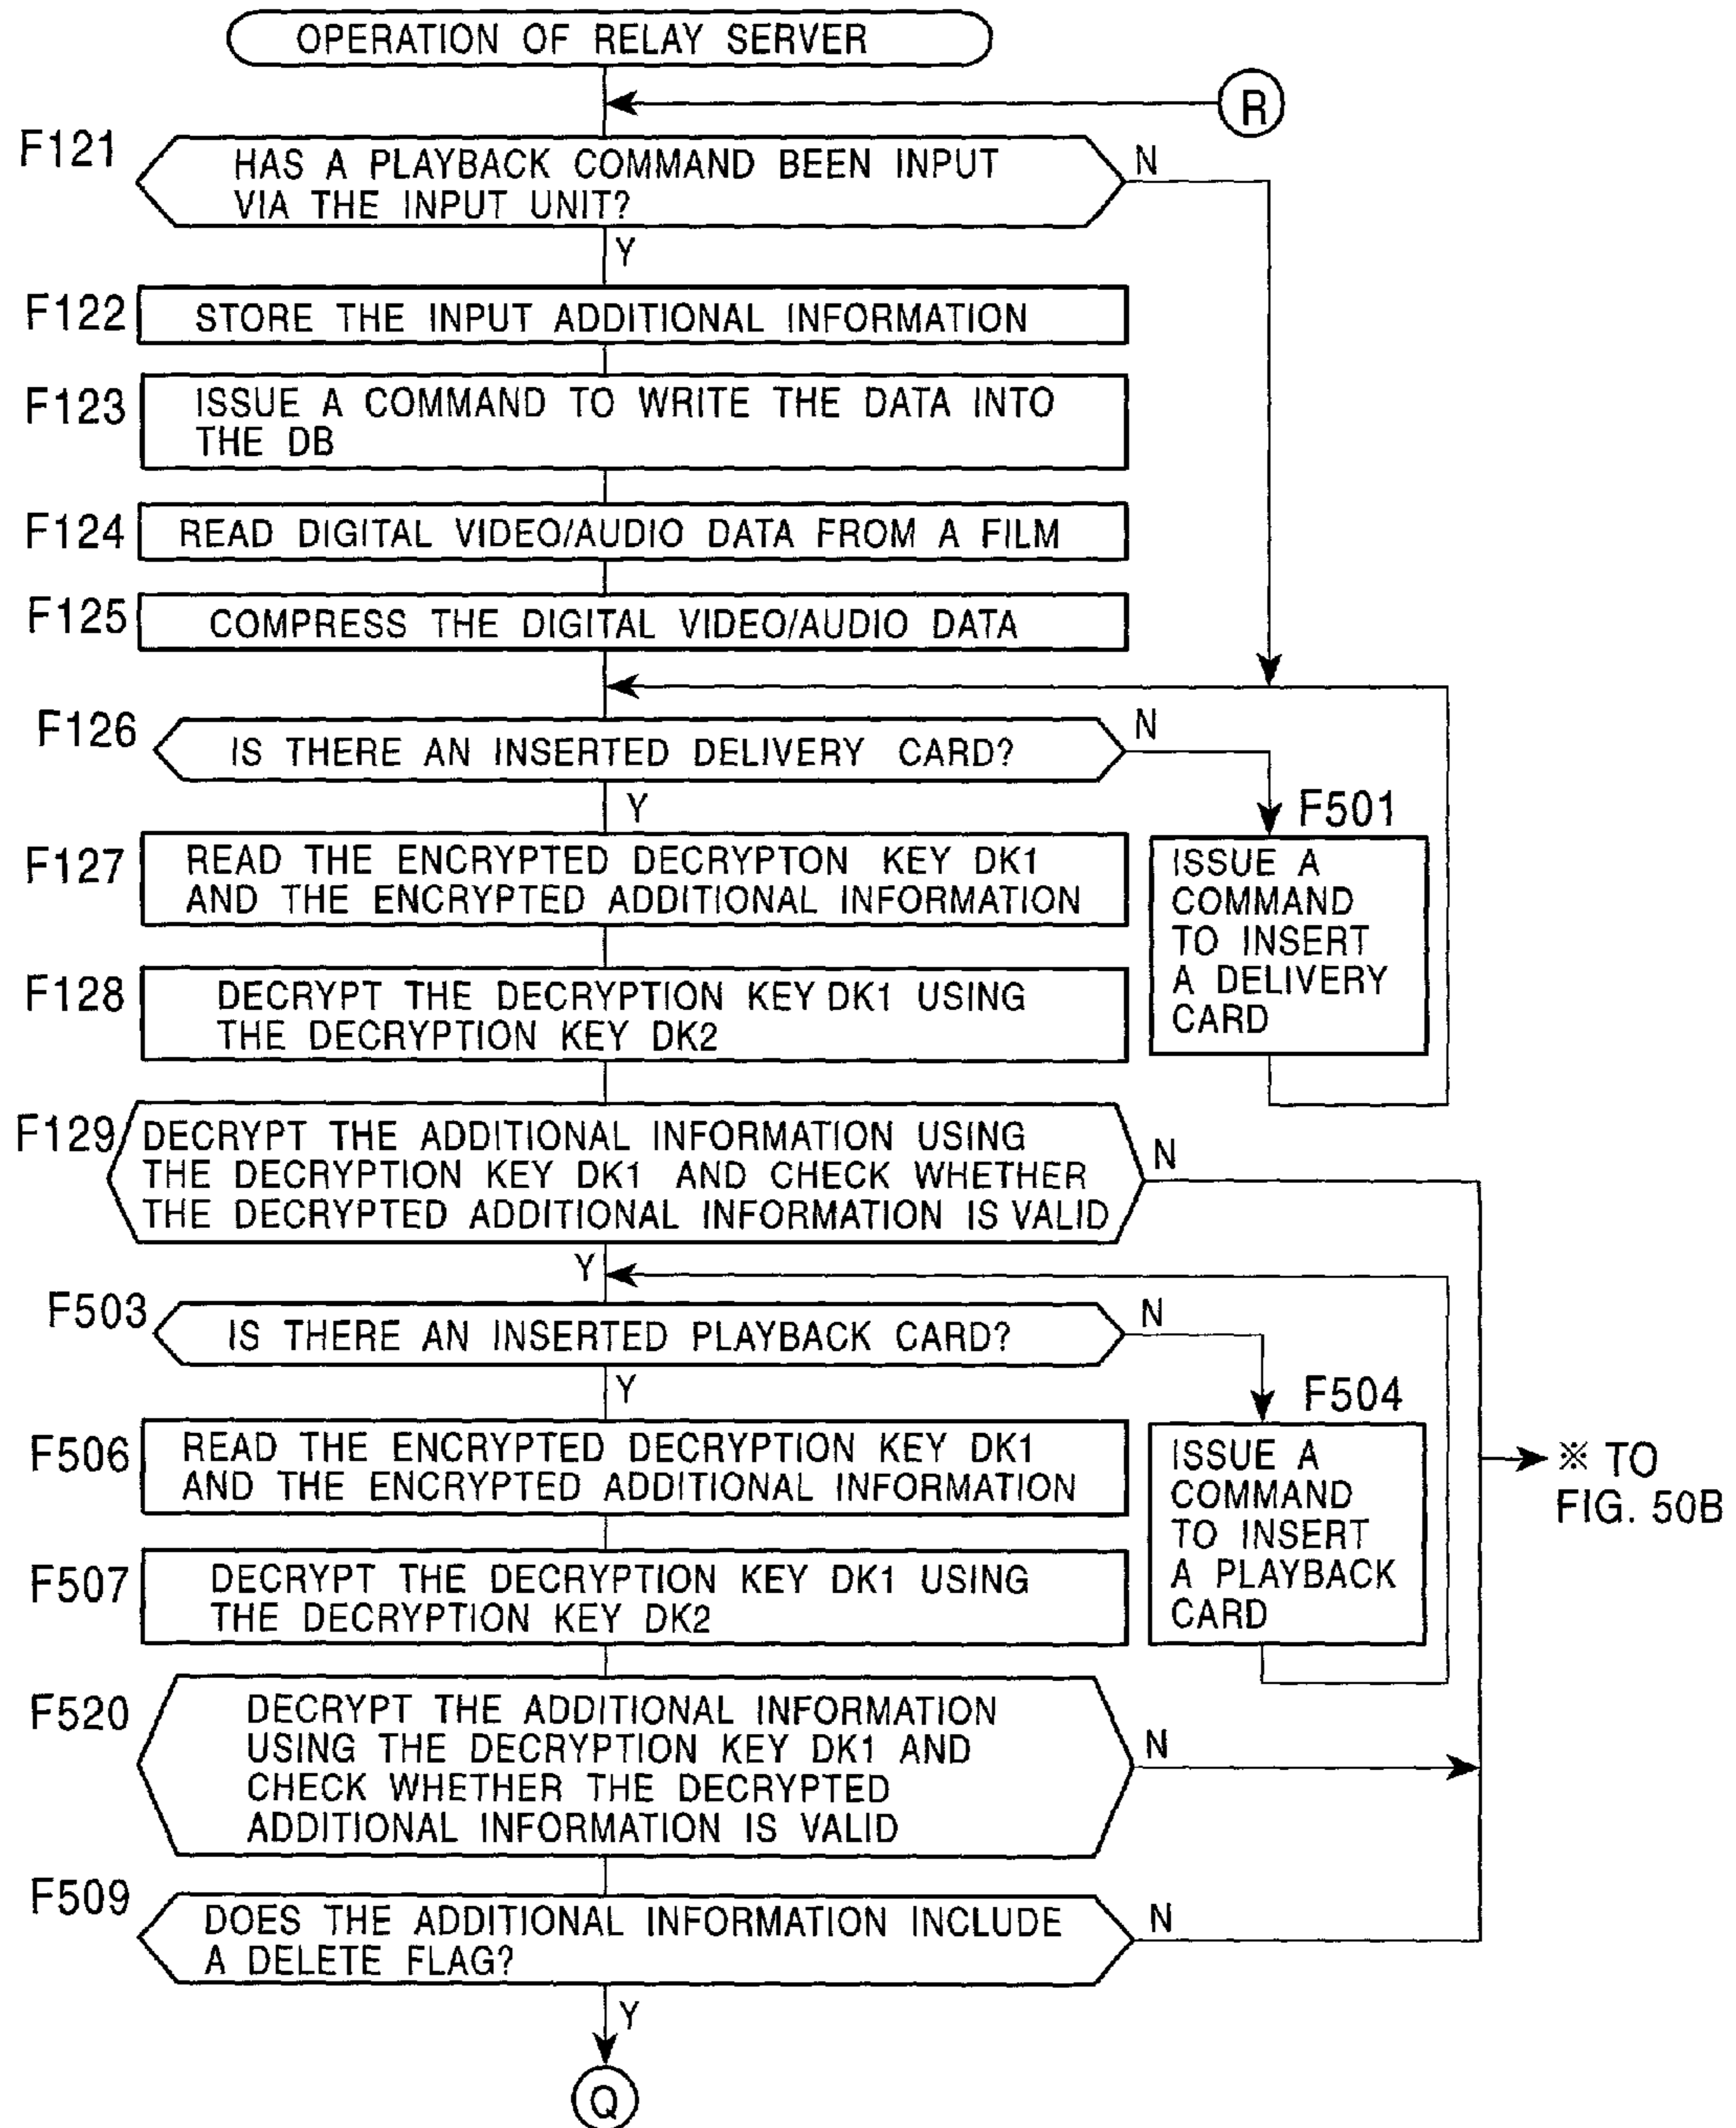 OPERATION OF RELAY SERVER
R
F121
HAS A PLAYBACK COMMAND BEEN INPUT
VIA THE INPUT UNIT?
N
Y
F122
STORE THE INPUT ADDITIONAL INFORMATION
F123
ISSUE A COMMAND TO WRITE THE DATA INTO
THE DB
F124
READ DIGITAL VIDEO/AUDIO DATA FROM A FILM
F125
COMPRESS THE DIGITAL VIDEO/AUDIO DATA
F126
IS THERE AN INSERTED DELIVERY CARD?
N
Y
F501
ISSUE A
COMMAND
TO INSERT
A DELIVERY
CARD
F127
READ THE ENCRYPTED DECRYPTON KEY DK1
AND THE ENCRYPTED ADDITIONAL INFORMATION
F128
DECRYPT THE DECRYPTION KEY DK1 USING
THE DECRYPTION KEY DK2
F129
DECRYPT THE ADDITIONAL INFORMATION USING
THE DECRYPTION KEY DK1 AND CHECK WHETHER
THE DECRYPTED ADDITIONAL INFORMATION IS VALID
N
Y
F503
IS THERE AN INSERTED PLAYBACK CARD?
N
Y
F504
ISSUE A
COMMAND
TO INSERT
A PLAYBACK
CARD
※ TO
FIG. 50B
F506
READ THE ENCRYPTED DECRYPTION KEY DK1
AND THE ENCRYPTED ADDITIONAL INFORMATION
F507
DECRYPT THE DECRYPTION KEY DK1 USING
THE DECRYPTION KEY DK2
F520
DECRYPT THE ADDITIONAL INFORMATION
USING THE DECRYPTION KEY DK1 AND
CHECK WHETHER THE DECRYPTED
ADDITIONAL INFORMATION IS VALID
N
F509
DOES THE ADDITIONAL INFORMATION INCLUDE
A DELETE FLAG?
N
Y
Q